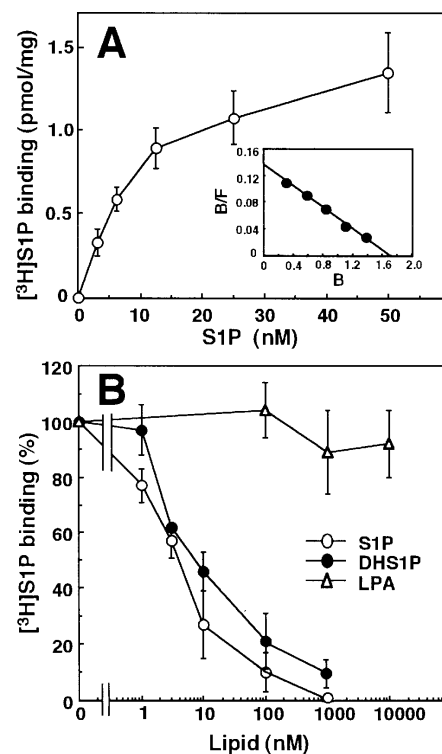 A
[³H]S1P binding (pmol/mg)
1.5
1.0
0.5
0
0 10 20 30 40 50
S1P (nM)
B/F
0.16
0.12
0.08
0.04
0 0.4 0.8 1.2 1.6 2.0
B
B
[³H]S1P binding (%)
120
100
80
60
40
20
0
S1P
DHS1P
LPA
1 10 100 1000 10000
Lipid (nM)